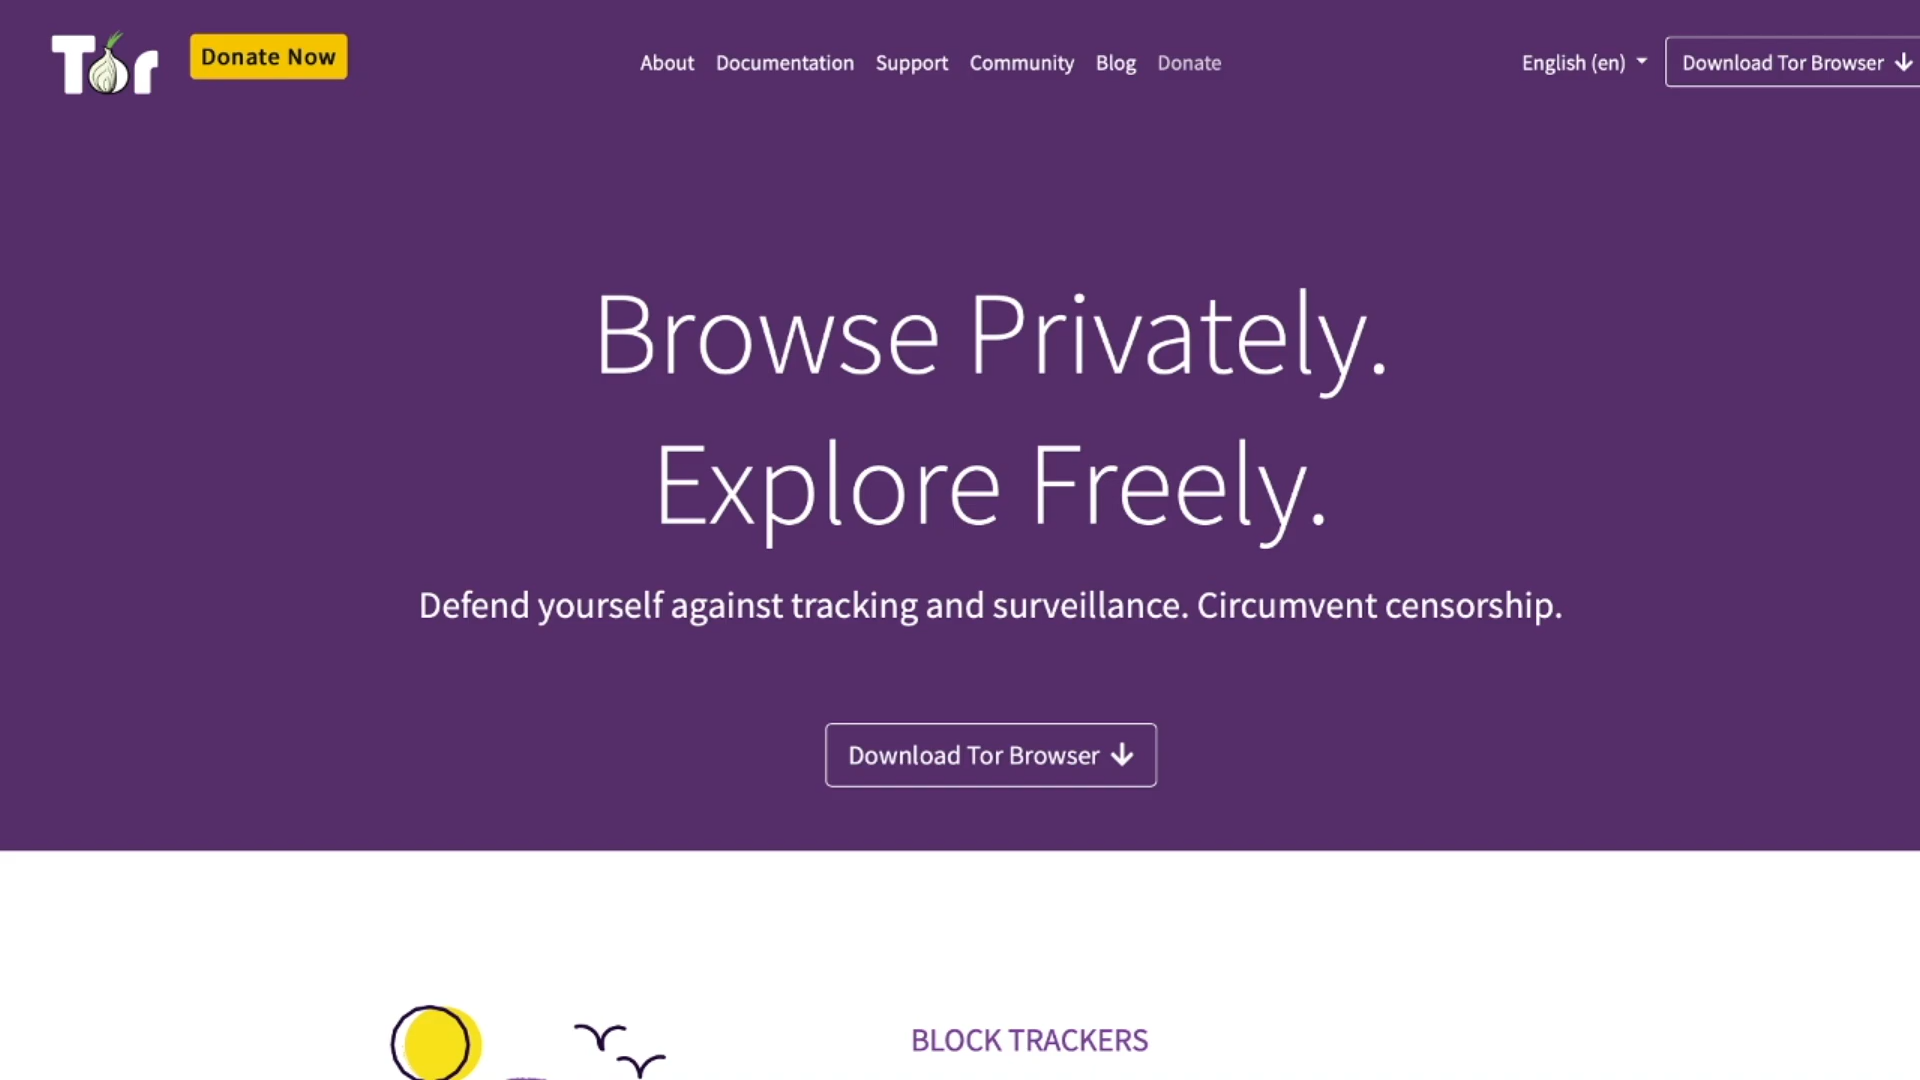 Tor
Donate Now
About Documentation Support Community Blog Donate
English (en)
Download Tor Browser
Browse Privately.
Explore Freely.
Defend yourself against tracking and surveillance. Circumvent censorship.
Download Tor Browser
BLOCK TRACKERS